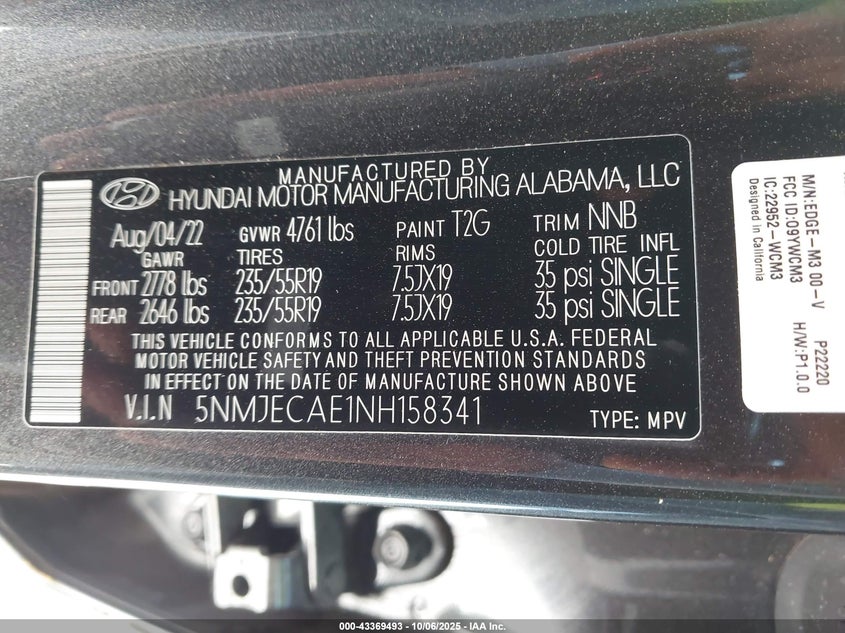 MANUFACTURED BY
HYUNDAI MOTOR MANUFACTURING ALABAMA, LLC
Aug/04/22 GVWR 4761 lbs PAINT T2G TRIM NNB
GAWR TIRES RIMS COLD TIRE INFL
FRONT 2778 lbs 235/55R19 7.5JX19 35 psi SINGLE
REAR 2646 lbs 235/55R19 7.5JX19 35 psi SINGLE
THIS VEHICLE CONFORMS TO ALL APPLICABLE U.S.A. FEDERAL
MOTOR VEHICLE SAFETY AND THEFT PREVENTION STANDARDS
IN EFFECT ON THE DATE OF MANUFACTURE SHOWN ABOVE
V.I.N 5NMJECAE1NH158341 TYPE: MPV
M/N:EDGE-M3 00-V P22220
FCC ID:O9YWCM3 H/W:P1.0.0
IC:22952-WCM3
Designed in California
000-43369493 - 10/06/2025 - IAA Inc.